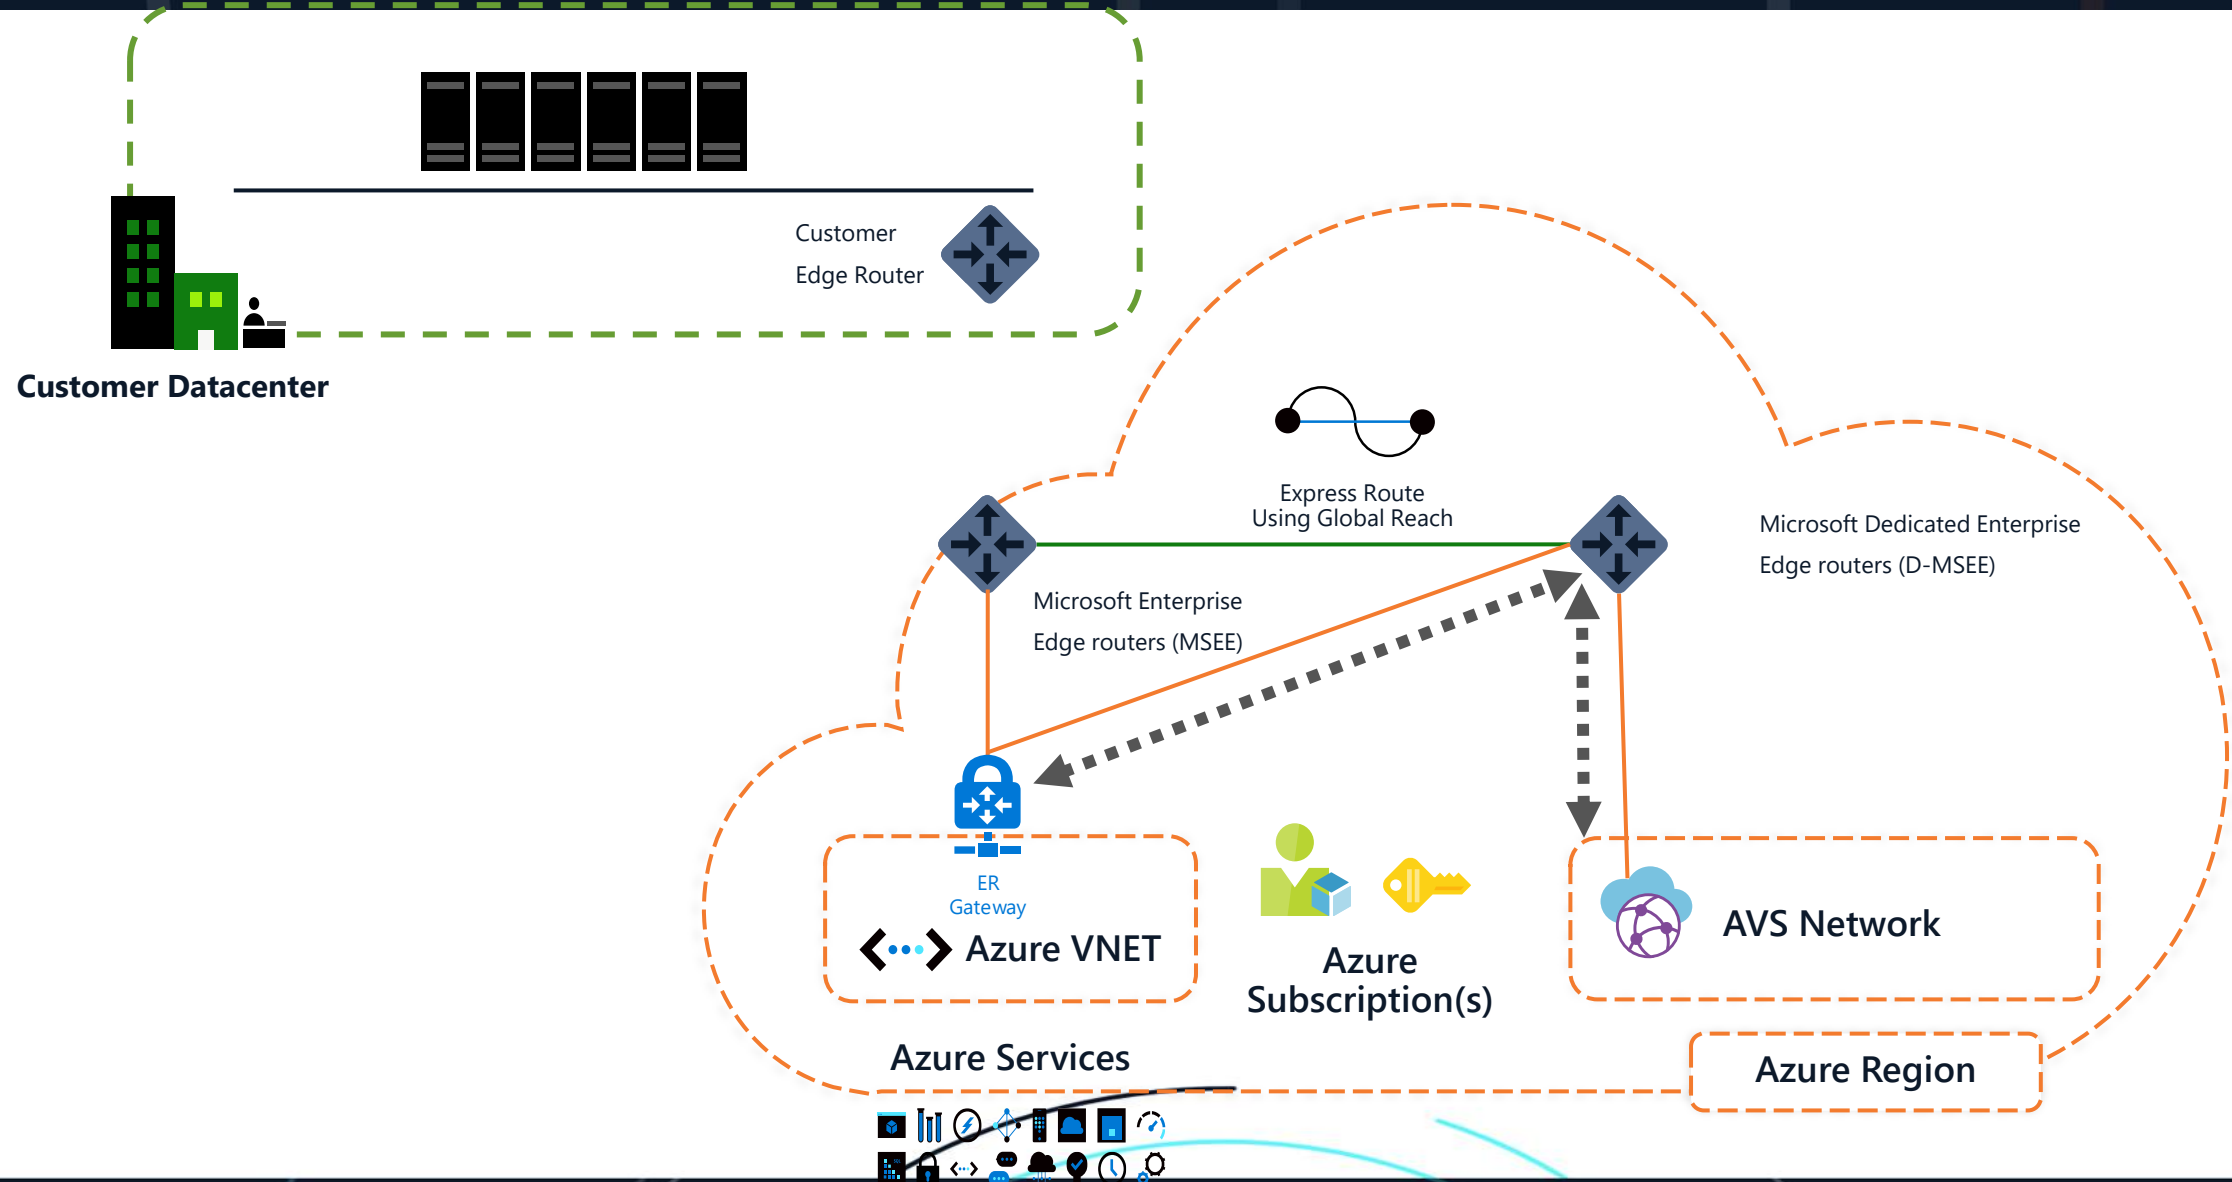 Customer
Edge Router
Customer Datacenter
Express Route
Using Global Reach
Microsoft Dedicated Enterprise
Edge routers (D-MSEE)
Microsoft Enterprise
Edge routers (MSEE)
ER
Gateway
Azure VNET
Azure
Subscription(s)
AVS Network
Azure Services
Azure Region